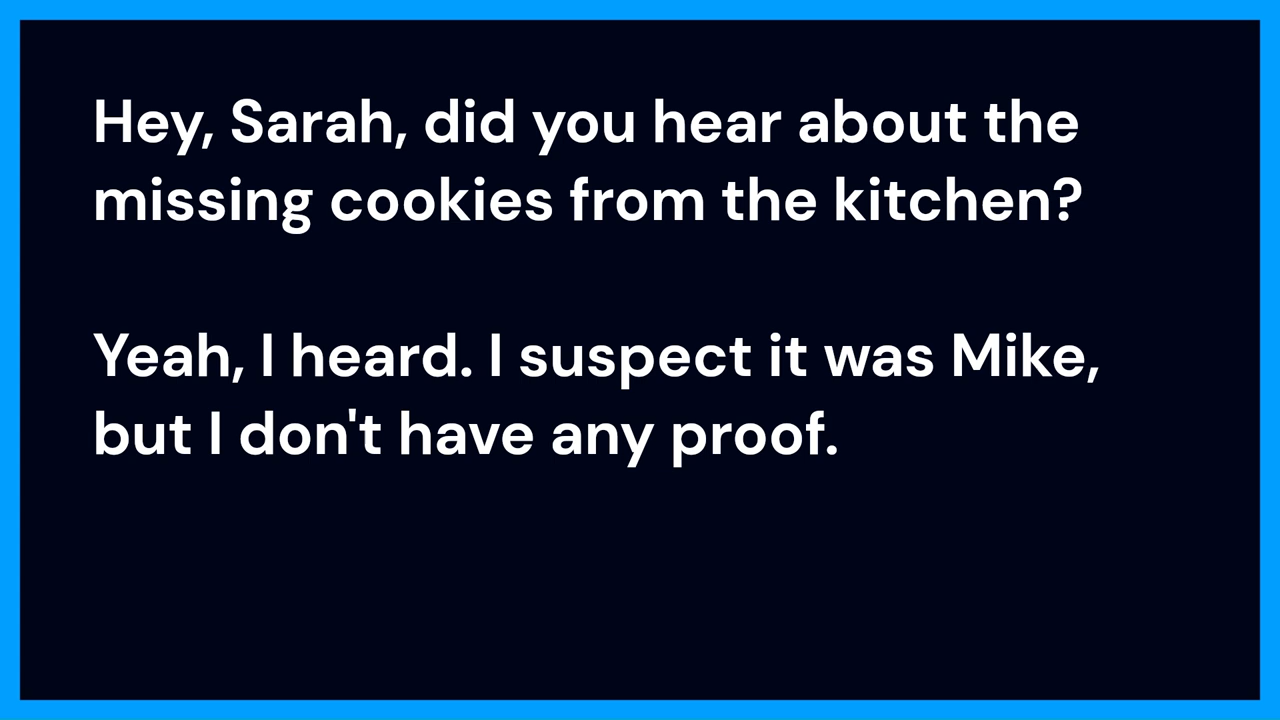 Hey, Sarah, did you hear about the
missing cookies from the kitchen?
Yeah, I heard. I suspect it was Mike,
but I don't have any proof.